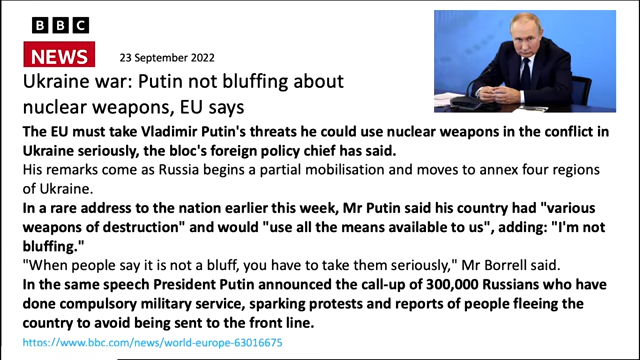 BBC
NEWS
23 September 2022
Ukraine war: Putin not bluffing about
nuclear weapons, EU says
The EU must take Vladimir Putin's threats he could use nuclear weapons in the conflict in
Ukraine seriously, the bloc's foreign policy chief has said.
His remarks come as Russia begins a partial mobilisation and moves to annex four regions
of Ukraine.
In a rare address to the nation earlier this week, Mr Putin said his country had "various
weapons of destruction" and would "use all the means available to us", adding: "I'm not
bluffing."
"When people say it is not a bluff, you have to take them seriously," Mr Borrell said.
In the same speech President Putin announced the call-up of 300,000 Russians who have
done compulsory military service, sparking protests and reports of people fleeing the
country to avoid being sent to the front line.
https://www.bbc.com/news/world-europe-63016675